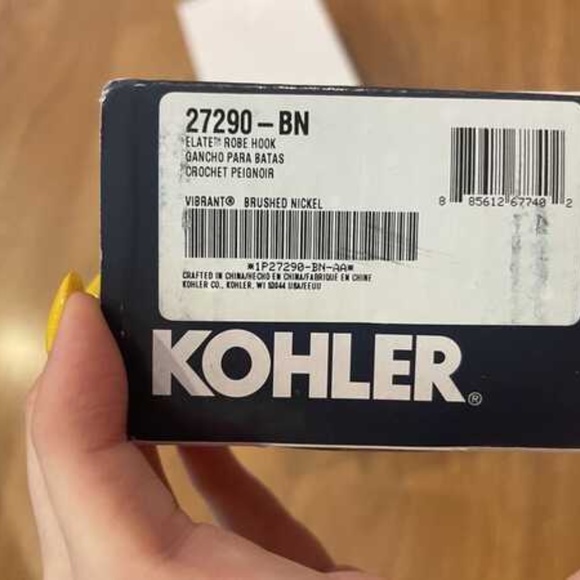 27290-BN
ELATE™ ROBE HOOK
GANCHO PARA BATAS
CROCHET PEIGNOIR
VIBRANT® BRUSHED NICKEL
*1P27290-BN-AA*
CRAFTED IN CHINA/HECHO EN CHINA/FABRIQUE EN CHINE
KOHLER CO., KOHLER, WI 53044 USA/EEUU
8 85612 67740 2
KOHLER®